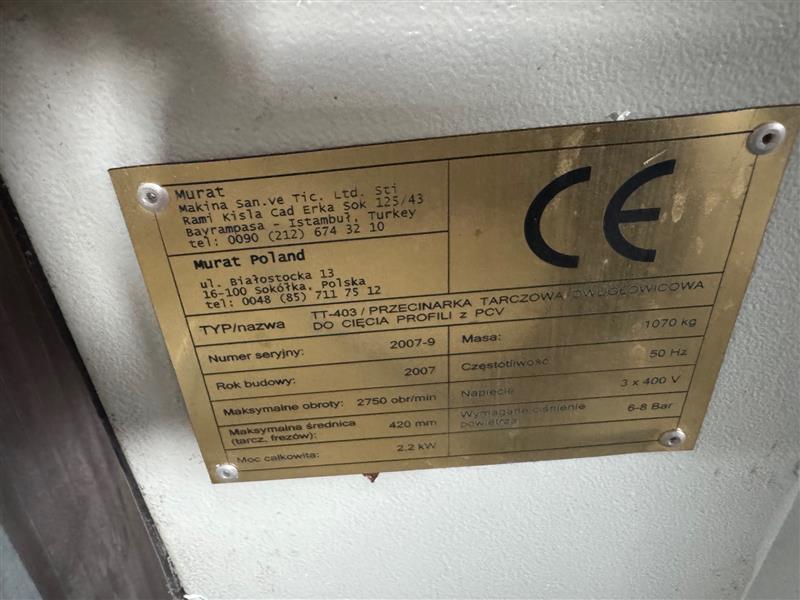 Murat
Makina San.ve Tic. Ltd. Sti
Rami Kisla Cad Erka Sok 125/43
Bayrampasa - Istambuł, Turkey
tel: 0090 (212) 674 32 10
Murat Poland
ul. Białostocka 13
16-100 Sokółka, Polska
tel: 0048 (85) 711 75 12
CE
TYP/nazwa TT-403 / PRZECINARKA TARCZOWA DWUGŁOWICOWA
DO CIĘCIA PROFILI z PCV
Numer seryjny: 2007-9
Rok budowy: 2007
Maksymalne obroty: 2750 obr/min
Maksymalna średnica
(tarcz, frezów): 420 mm
Moc całkowita: 2,2 kW
Masa: 1070 kg
Częstotliwość 50 Hz
Napięcie 3 x 400 V
Wymagane ciśnienie
powietrza 6-8 Bar